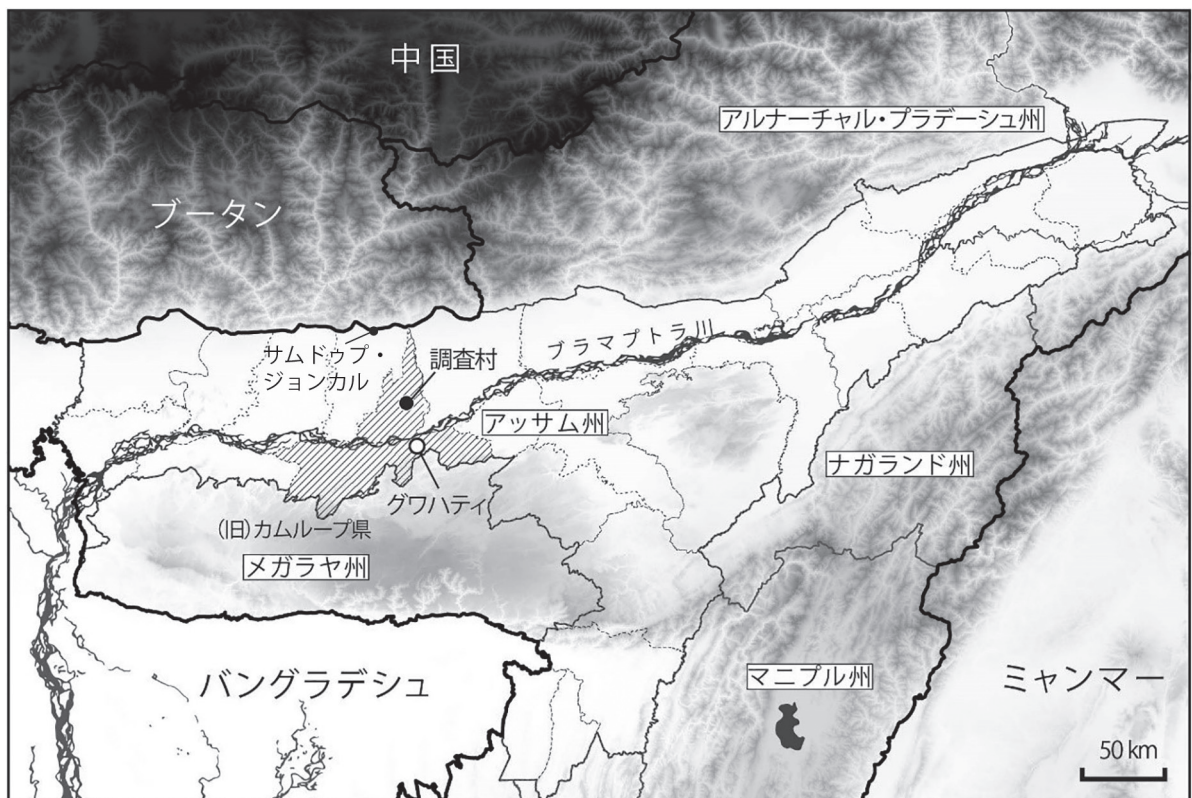 中国
アルナーチャル・プラデーシュ州
ブータン
ブラマプトラ川
サムドゥプ・
ジョンカル
調査村
アッサム州
ナガランド州
グワハティ
(旧)カムループ県
メガラヤ州
バングラデシュ
マニプル州
ミャンマー
50 km